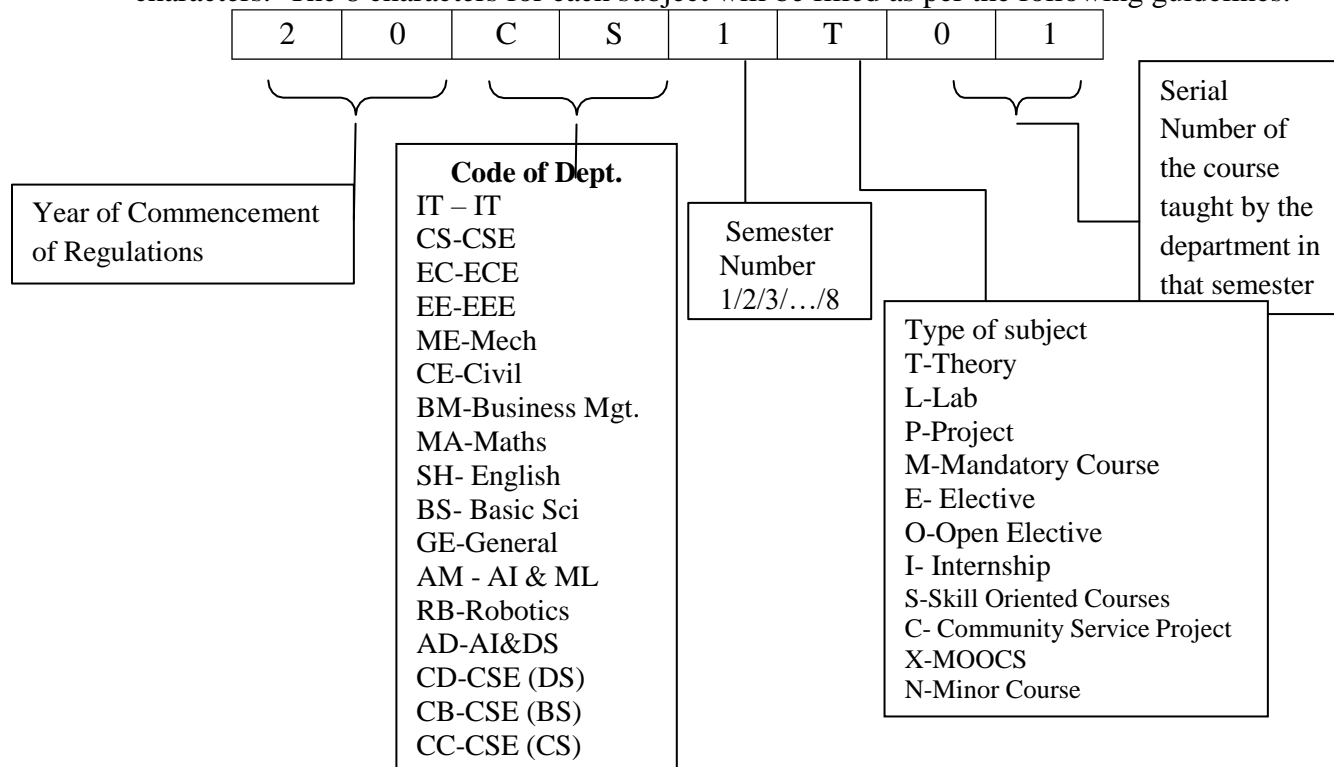 characters. The 8 characters for each subject will be filled as per the following guidelines.
2 0 C S 1 T 0 1
Year of Commencement
of Regulations
Code of Dept.
IT – IT
CS-CSE
EC-ECE
EE-EEE
ME-Mech
CE-Civil
BM-Business Mgt.
MA-Maths
SH- English
BS- Basic Sci
GE-General
AM - AI & ML
RB-Robotics
AD-AI&DS
CD-CSE (DS)
CB-CSE (BS)
CC-CSE (CS)
Semester
Number
1/2/3/…/8
Type of subject
T-Theory
L-Lab
P-Project
M-Mandatory Course
E- Elective
O-Open Elective
I- Internship
S-Skill Oriented Courses
C- Community Service Project
X-MOOCS
N-Minor Course
Serial
Number of
the course
taught by the
department in
that semester